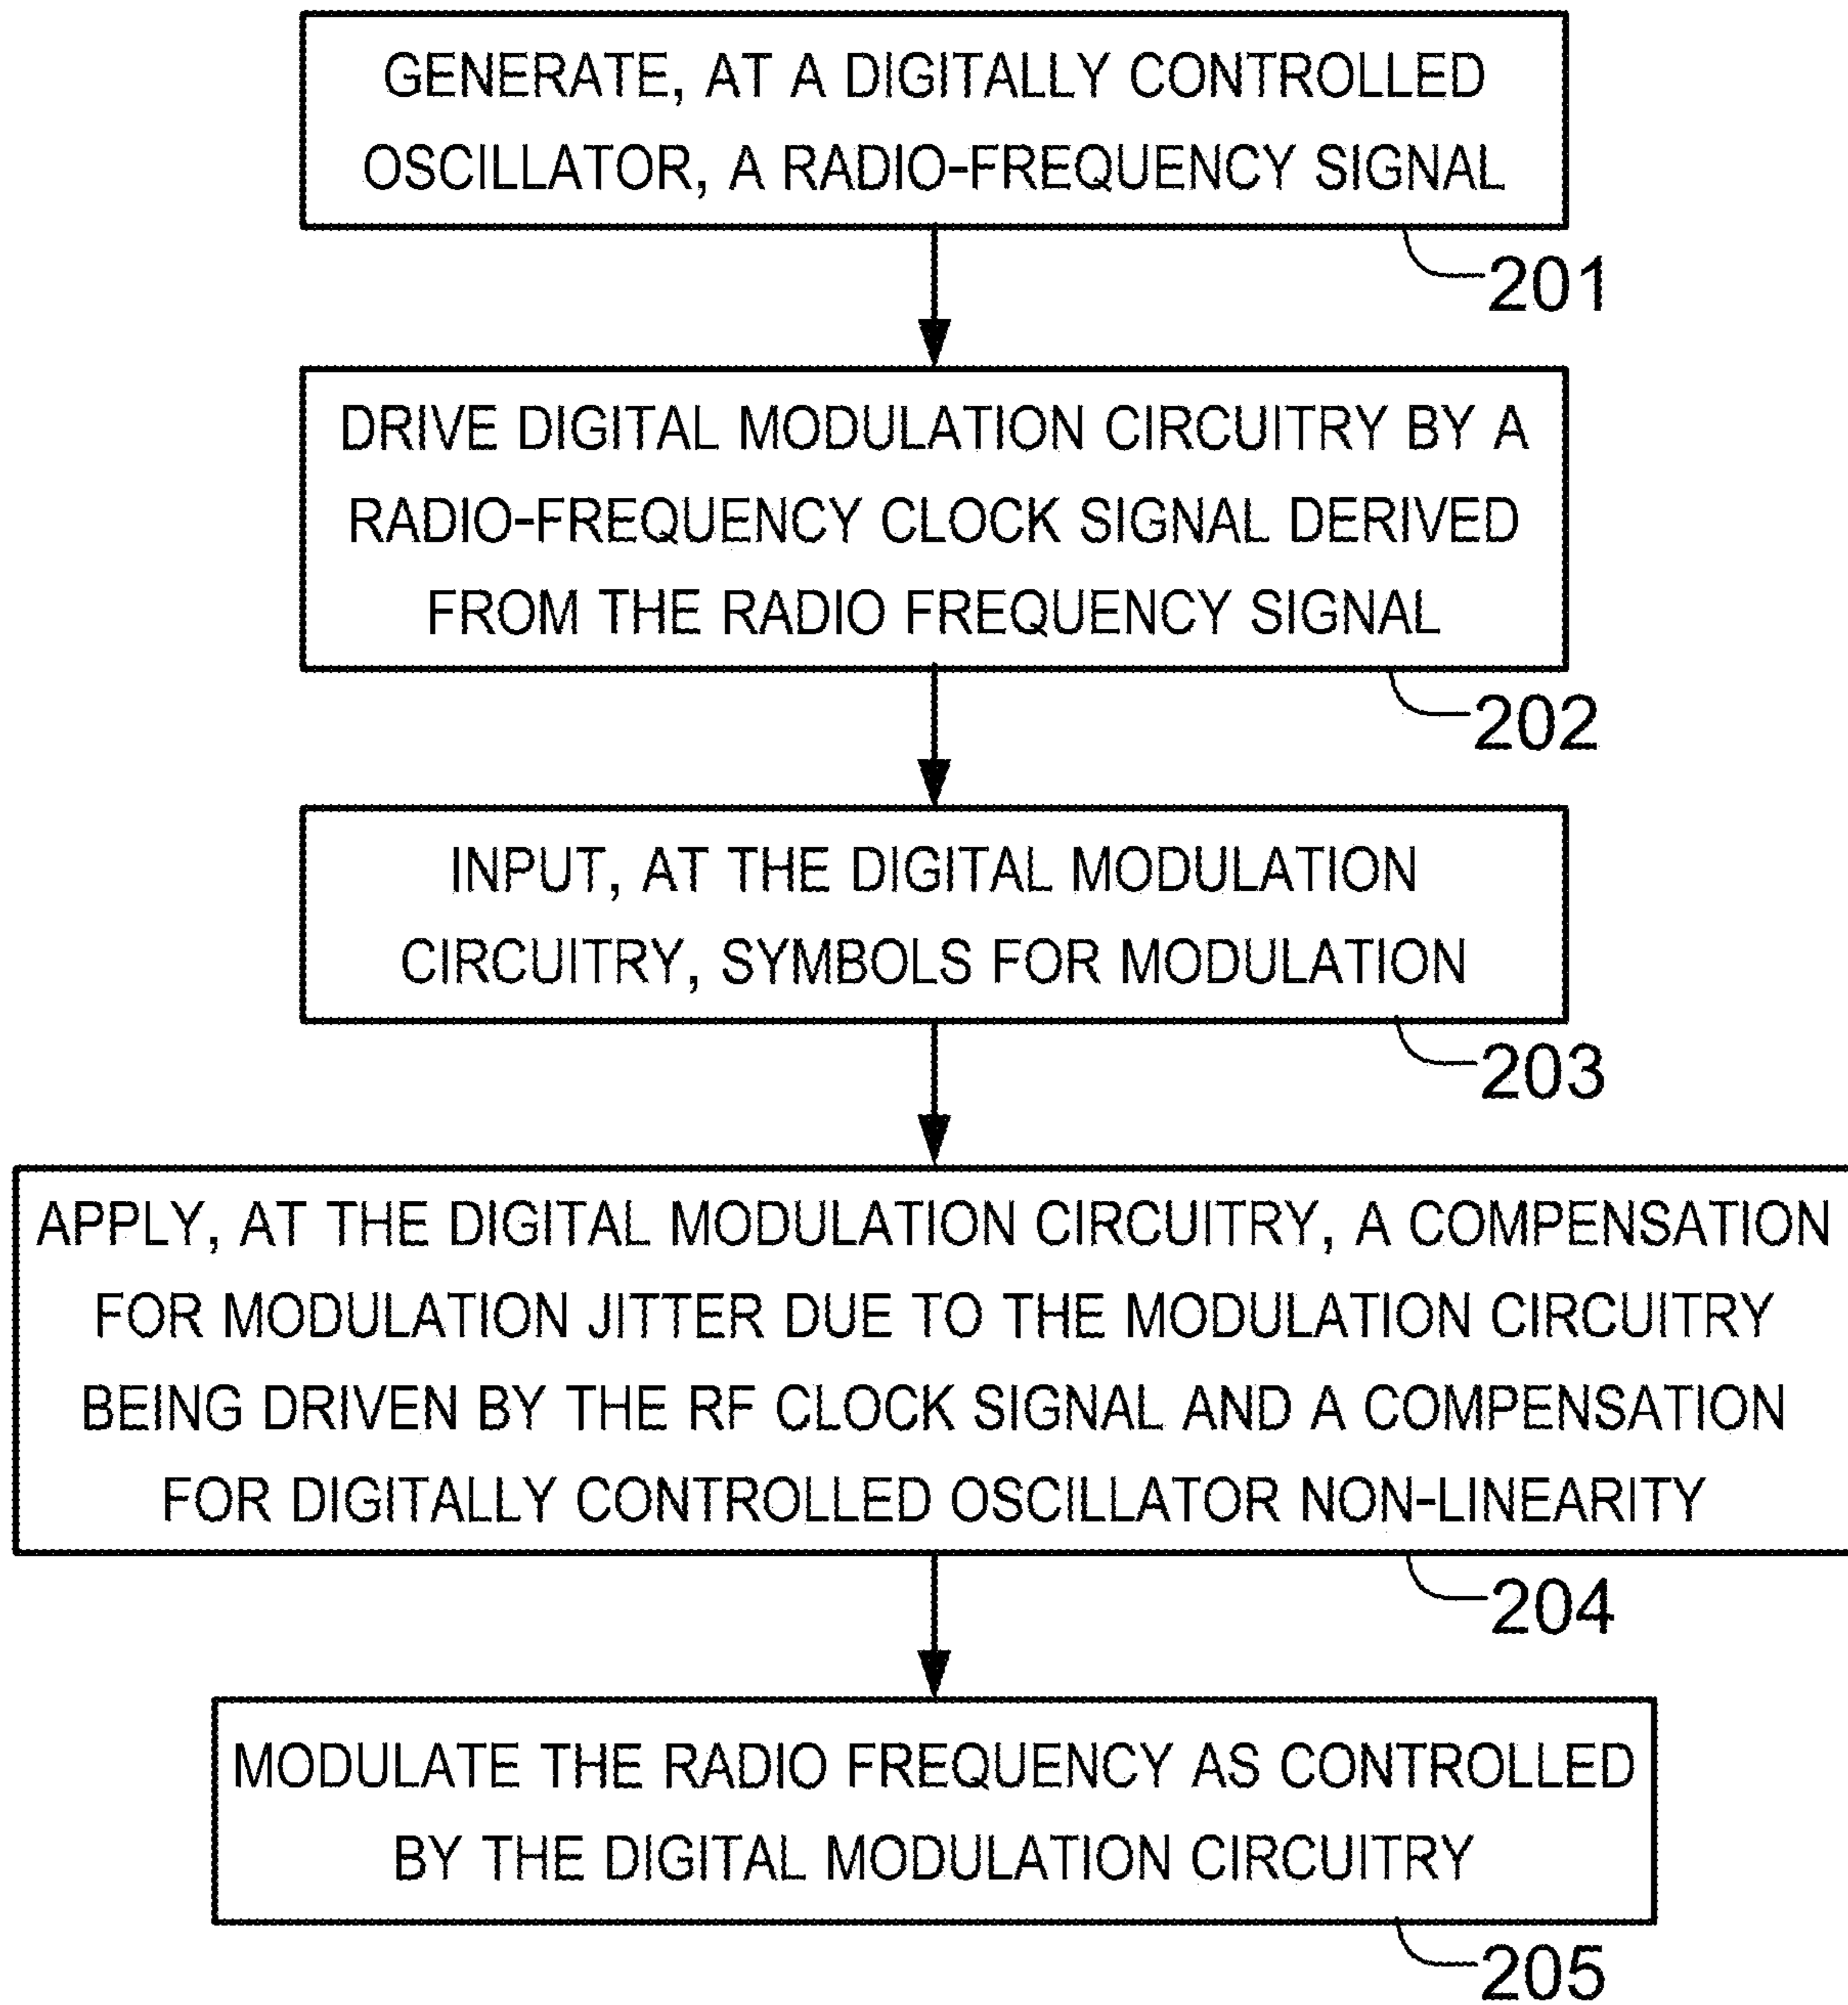 GENERATE, AT A DIGITALLY CONTROLLED
OSCILLATOR, A RADIO-FREQUENCY SIGNAL
201
DRIVE DIGITAL MODULATION CIRCUITRY BY A
RADIO-FREQUENCY CLOCK SIGNAL DERIVED
FROM THE RADIO FREQUENCY SIGNAL
202
INPUT, AT THE DIGITAL MODULATION
CIRCUITRY, SYMBOLS FOR MODULATION
203
APPLY, AT THE DIGITAL MODULATION CIRCUITRY, A COMPENSATION
FOR MODULATION JITTER DUE TO THE MODULATION CIRCUITRY
BEING DRIVEN BY THE RF CLOCK SIGNAL AND A COMPENSATION
FOR DIGITALLY CONTROLLED OSCILLATOR NON-LINEARITY
204
MODULATE THE RADIO FREQUENCY AS CONTROLLED
BY THE DIGITAL MODULATION CIRCUITRY
205